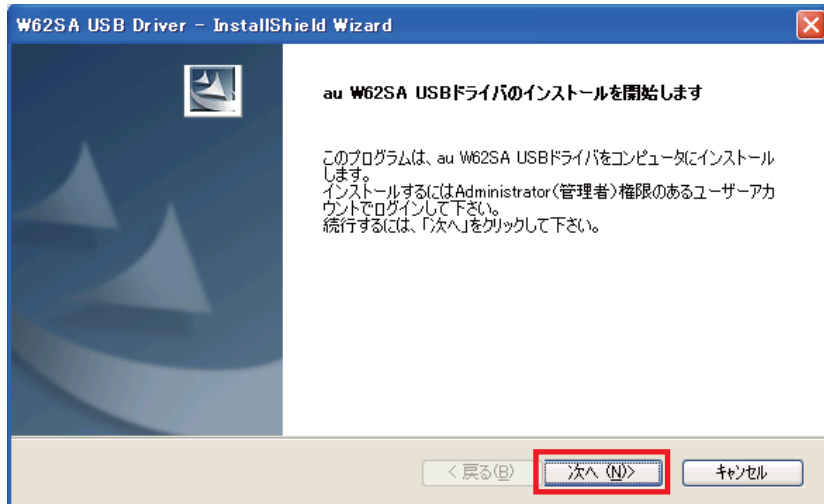 W62SA USB Driver - InstallShield Wizard
au W62SA USBドライバのインストールを開始します
このプログラムは、au W62SA USBドライバをコンピュータにインストール
します。
インストールするにはAdministrator(管理者)権限のあるユーザーアカ
ウントでログインして下さい。
続行するには、「次へ」をクリックして下さい。
< 戻る(B) 次へ (N)> キャンセル